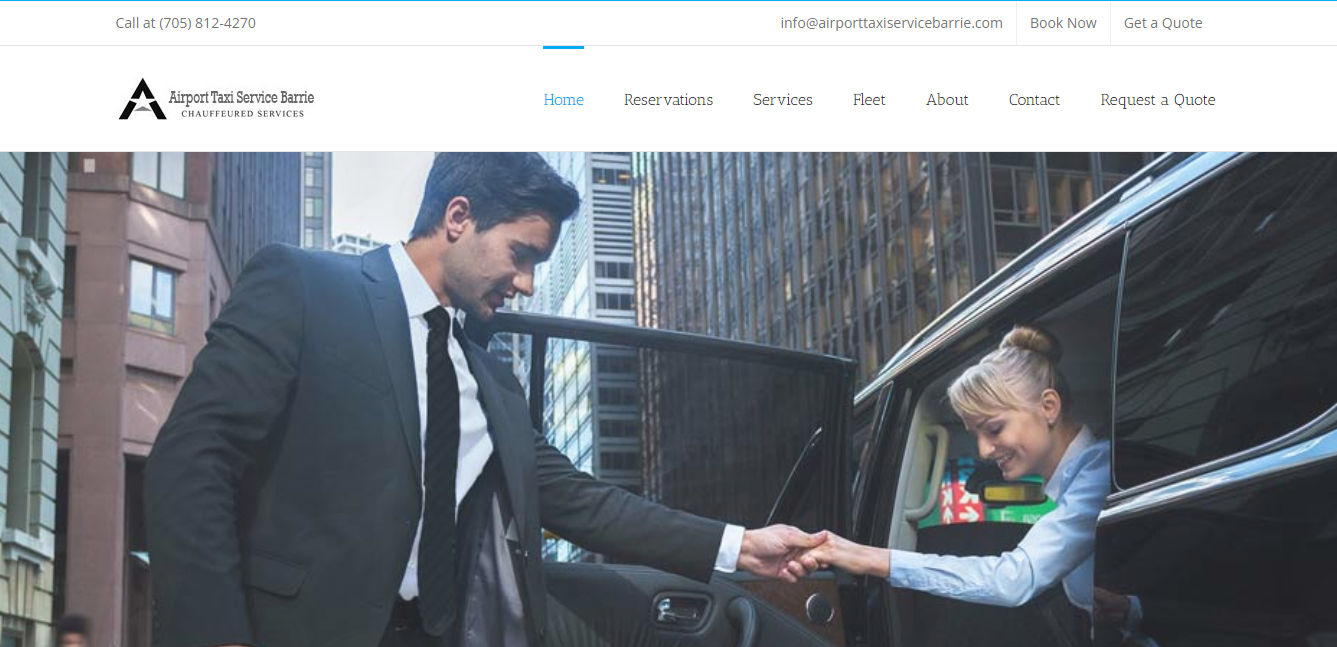 Call at (705) 812-4270
info@airporttaxiservicebarrie.com
Book Now
Get a Quote
Airport Taxi Service Barrie
CHAUFFEURED SERVICES
Home
Reservations
Services
Fleet
About
Contact
Request a Quote